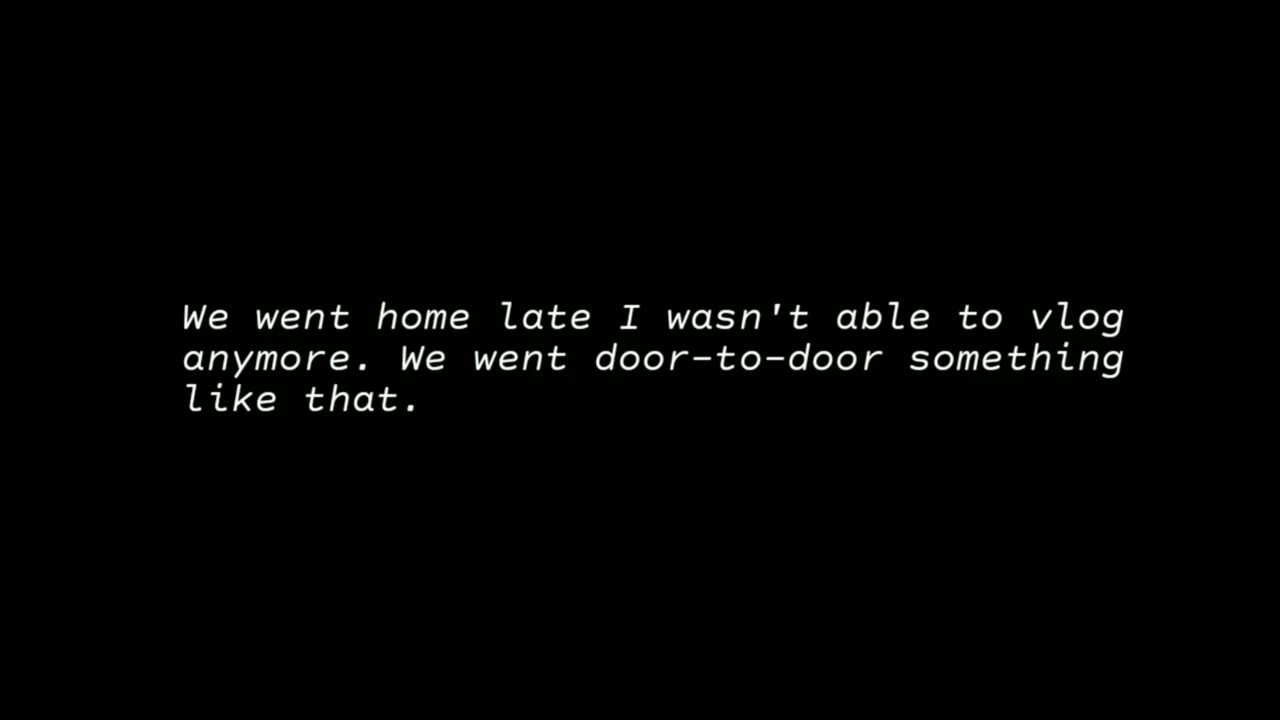 We went home late I wasn't able to vlog
anymore. We went door-to-door something
like that.